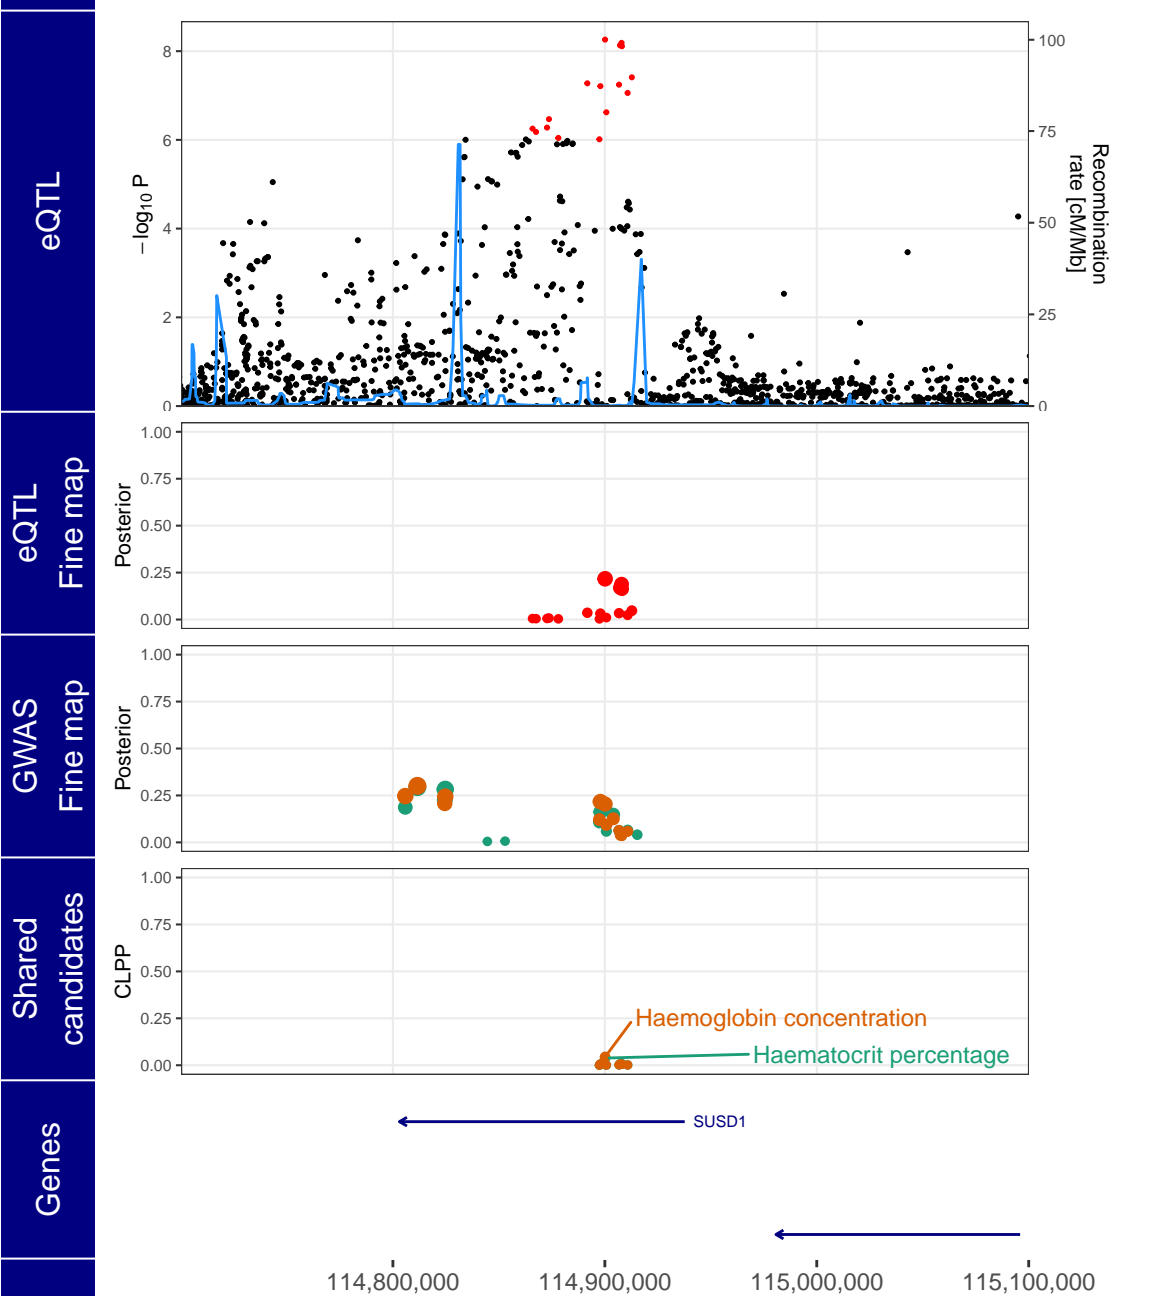 eQTL
−log10 P
8
6
4
2
0
100
75
50
25
0
Recombination
rate [cM/Mb]
eQTL
Fine map
Posterior
1.00
0.75
0.50
0.25
0.00
GWAS
Fine map
Posterior
1.00
0.75
0.50
0.25
0.00
Shared
candidates
CLPP
1.00
0.75
0.50
0.25
0.00
Haemoglobin concentration
Haematocrit percentage
Genes
SUSD1
114,800,000
114,900,000
115,000,000
115,100,000